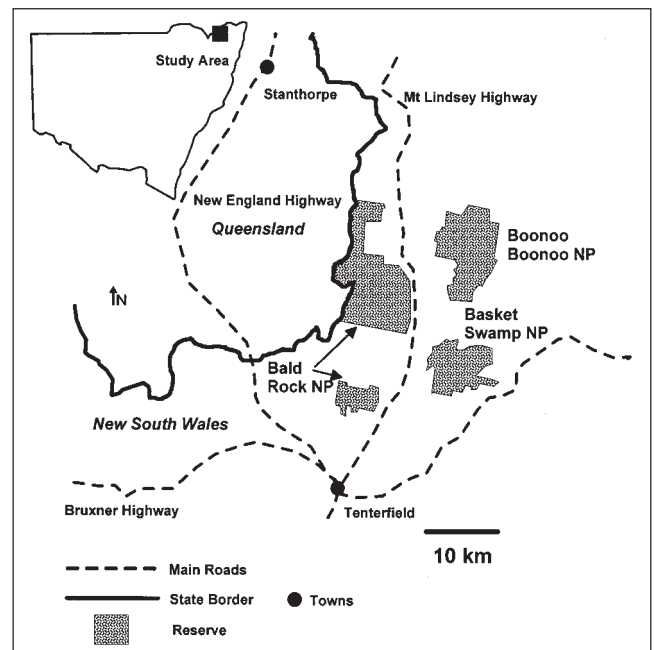 Study Area
Stanthorpe
Mt Lindsey Highway
New England Highway
Queensland
Boonoo
Boonoo NP
N
Basket
Swamp NP
Bald
Rock NP
New South Wales
Bruxner Highway
Tenterfield
10 km
Main Roads
State Border
Towns
Reserve